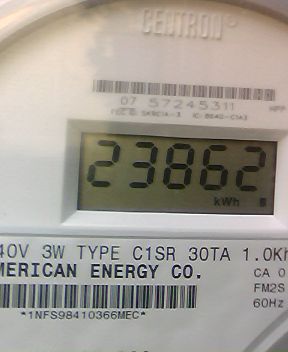 CENTRON
07 57245311
23862
kWh
40V 3W TYPE C1SR 30TA 1.0Kh
MERICAN ENERGY CO.
CA 0
FM2S
60Hz
*1NFS98410366MEC*